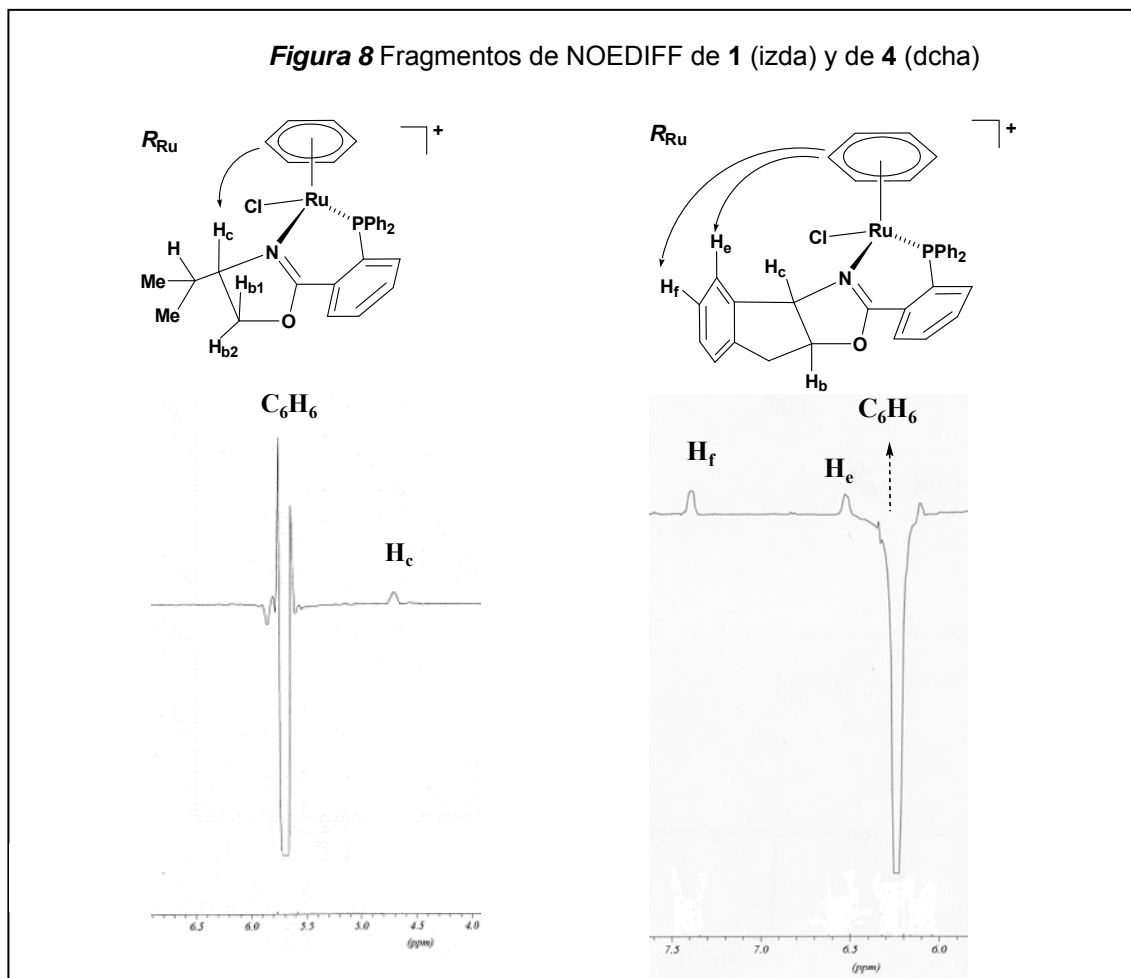 Figura 8 Fragmentos de NOEDIFF de 1 (izda) y de 4 (dcha)
R_Ru
+
Cl
Ru
PPh2
H
Hc
N
Me
Hb1
Me
O
Hb2
R_Ru
+
He
Cl
Ru
PPh2
Hc
N
Hf
O
Hb
C6H6
Hc
6.5 6.0 5.5 5.0 4.5 4.0
(ppm)
C6H6
Hf
He
7.5 7.0 6.5 6.0
(ppm)